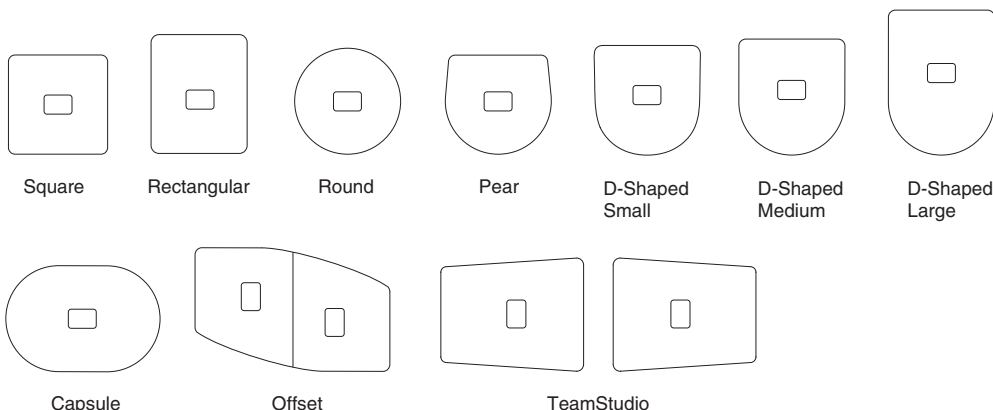 Square
Rectangular
Round
Pear
D-Shaped
Small
D-Shaped
Medium
D-Shaped
Large
Capsule
Offset
TeamStudio